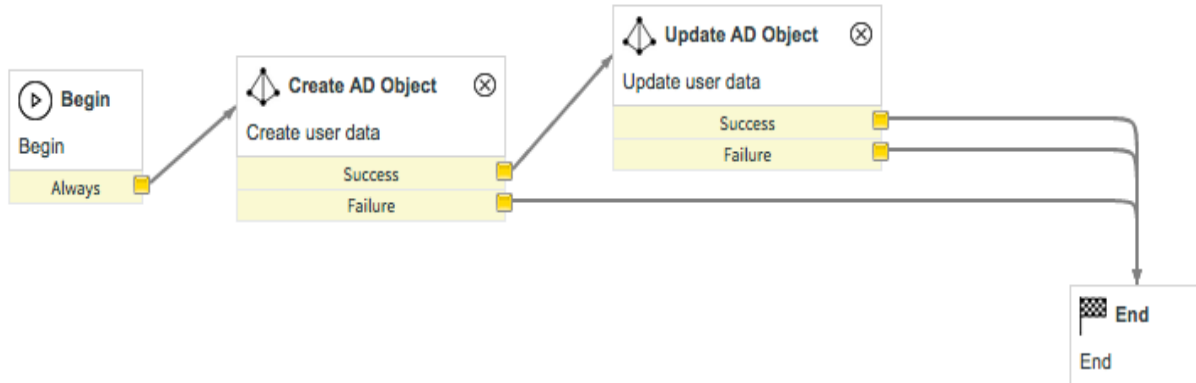 Begin
Begin
Always
Create AD Object
Create user data
Success
Failure
Update AD Object
Update user data
Success
Failure
End
End